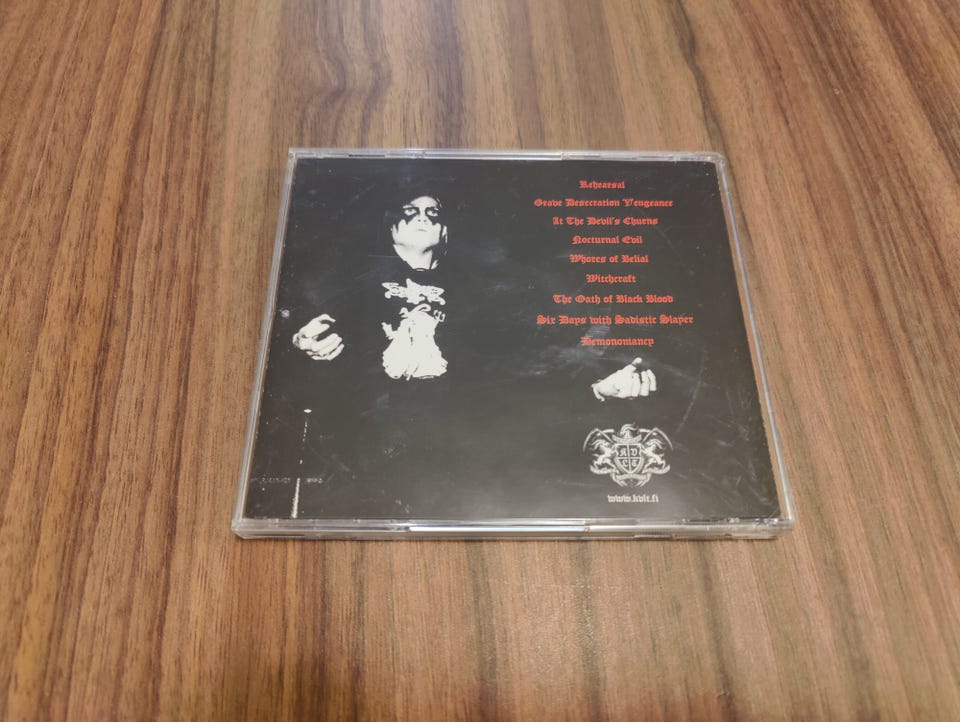 Rehearsal
Grave Desecration Vengeance
At The Devil's Churns
Nocturnal Evil
Whores of Belial
Witchcraft
The Oath of Black Blood
Six Days with Sadistic Slayer
Demonomancy
KVLT
www.kvlt.fi